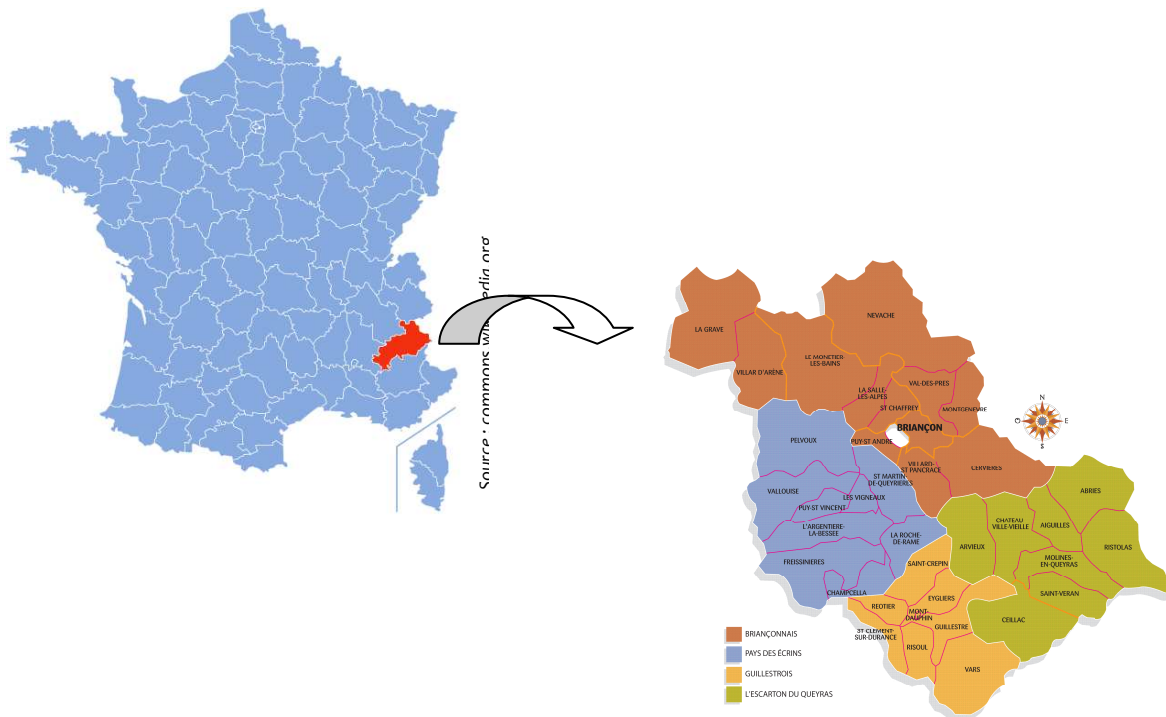 Source : commons wikimedia.org
LA GRAVE
NEVACHE
VILLAR D'ARÈNE
LE MONETIER-
LES-BAINS
LA SALLE-
LES-ALPES
VAL-DES-PRES
ST CHAFFREY
MONTGENEVRE
BRIANÇON
PUY-ST ANDRE
VILLARD-
ST PANCRACE
CERVIERES
N
O
E
S
PELVOUX
ST MARTIN-
DE-QUEYRIERES
VALLOUISE
LES VIGNEAUX
PUY-ST VINCENT
L'ARGENTIERE-
LA-BESSEE
LA ROCHE-
DE-RAME
FREISSINIERES
CHAMPCELLA
ABRIES
CHATEAU
VILLE-VIEILLE
AIGUILLES
ARVIEUX
RISTOLAS
MOLINES-
EN-QUEYRAS
SAINT-VERAN
CEILLAC
SAINT-CREPIN
EYGLIERS
REOTIER
MONT-
DAUPHIN
GUILLESTRE
ST CLEMENT-
SUR-DURANCE
RISOUL
VARS
BRIANÇONNAIS
PAYS DES ÉCRINS
GUILLESTROIS
L'ESCARTON DU QUEYRAS